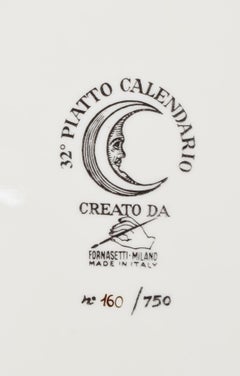 32° PIATTO CALENDARIO
CREATO DA
FORNASETTI-MILANO
MADE IN ITALY
n° 160 /750